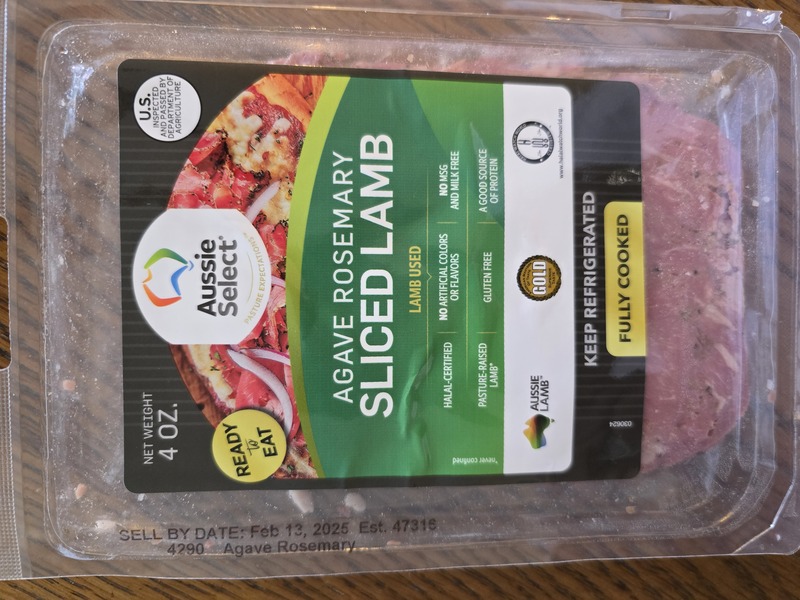 U.S.
INSPECTED
AND PASSED BY
DEPARTMENT OF
AGRICULTURE
Aussie
Select®
PASTURE EXPECTATIONS™
NET WEIGHT
4 OZ.
READY
to
EAT
AGAVE ROSEMARY
SLICED LAMB
LAMB USED
HALAL-CERTIFIED
NO ARTIFICIAL COLORS
OR FLAVORS
NO MSG
AND MILK FREE
PASTURE-RAISED
LAMB*
GLUTEN FREE
A GOOD SOURCE
OF PROTEIN
*never confined
AUSSIE
LAMB™
GOLD
H
KEEP REFRIGERATED
FULLY COOKED
030624
SELL BY DATE: Feb 13, 2025 Est. 47316
4290 Agave Rosemary